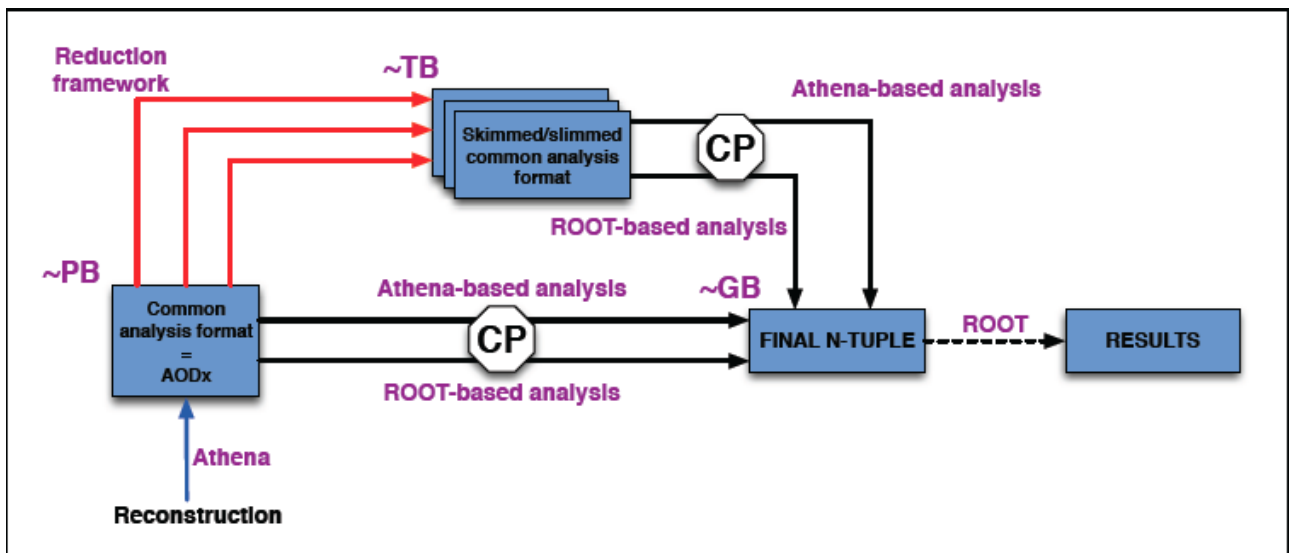 Reduction
framework
~TB
Athena-based analysis
Skimmed/slimmed
common analysis
format
CP
ROOT-based analysis
~PB
Common
analysis format
=
AODx
Athena-based analysis
~GB
CP
FINAL N-TUPLE
ROOT
RESULTS
ROOT-based analysis
Athena
Reconstruction